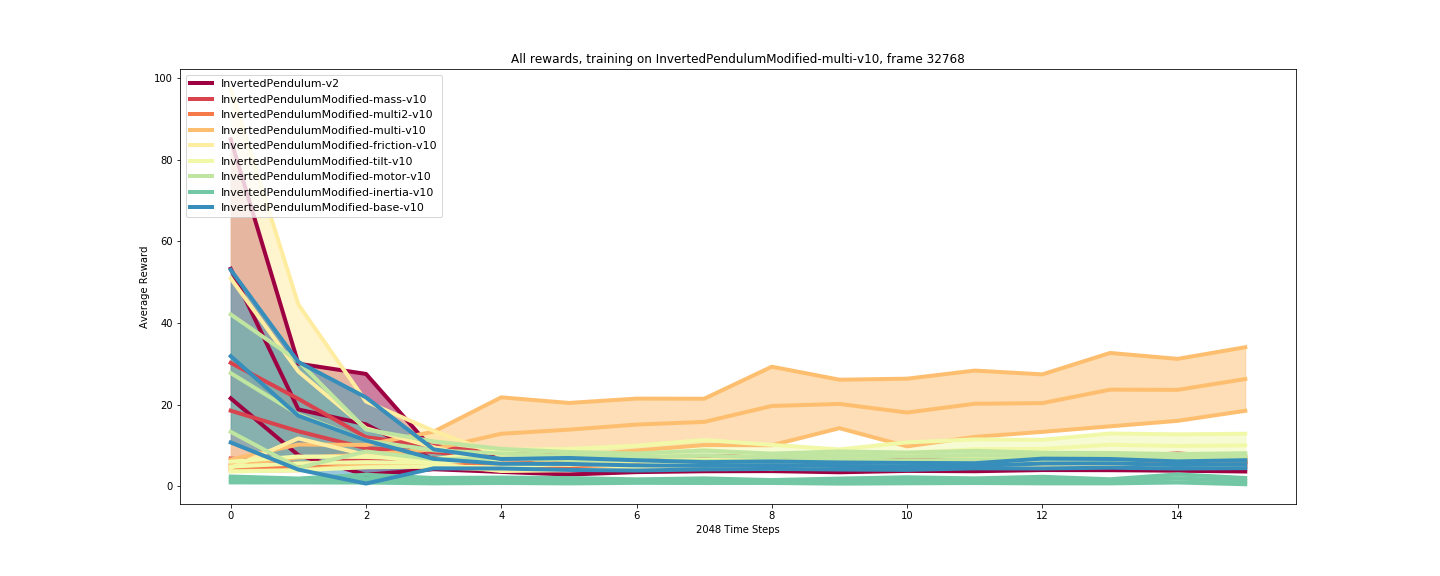 All rewards, training on InvertedPendulumModified-multi-v10, frame 32768
100
80
60
40
20
0
Average Reward
InvertedPendulum-v2
InvertedPendulumModified-mass-v10
InvertedPendulumModified-multi2-v10
InvertedPendulumModified-multi-v10
InvertedPendulumModified-friction-v10
InvertedPendulumModified-tilt-v10
InvertedPendulumModified-motor-v10
InvertedPendulumModified-inertia-v10
InvertedPendulumModified-base-v10
0 2 4 6 8 10 12 14
2048 Time Steps